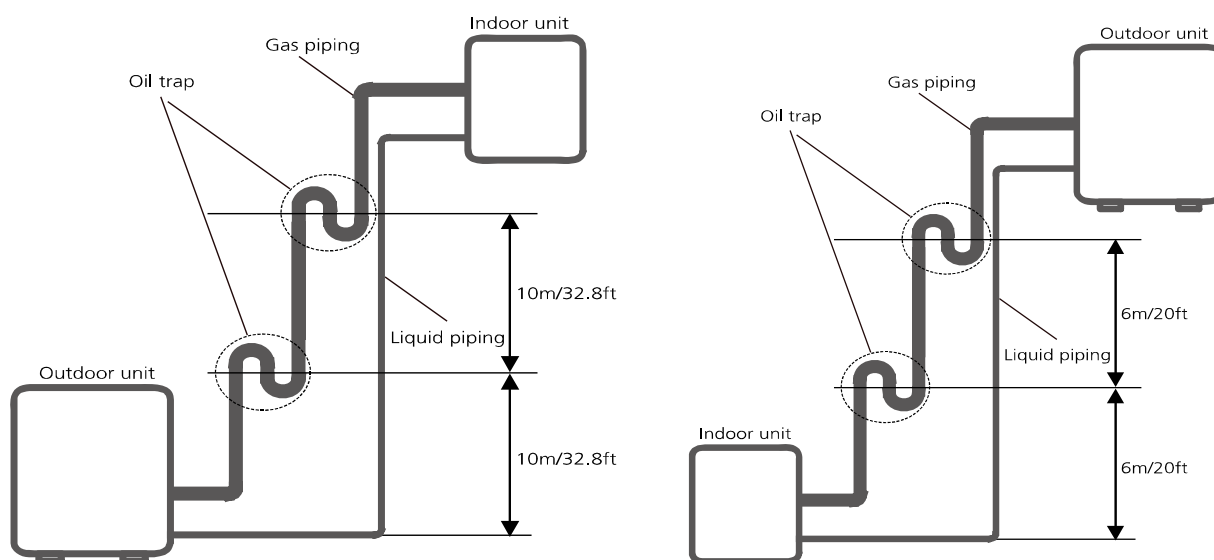 Indoor unit
Gas piping
Oil trap
10m/32.8ft
Liquid piping
Outdoor unit
10m/32.8ft
Outdoor unit
Gas piping
Oil trap
6m/20ft
Liquid piping
Indoor unit
6m/20ft